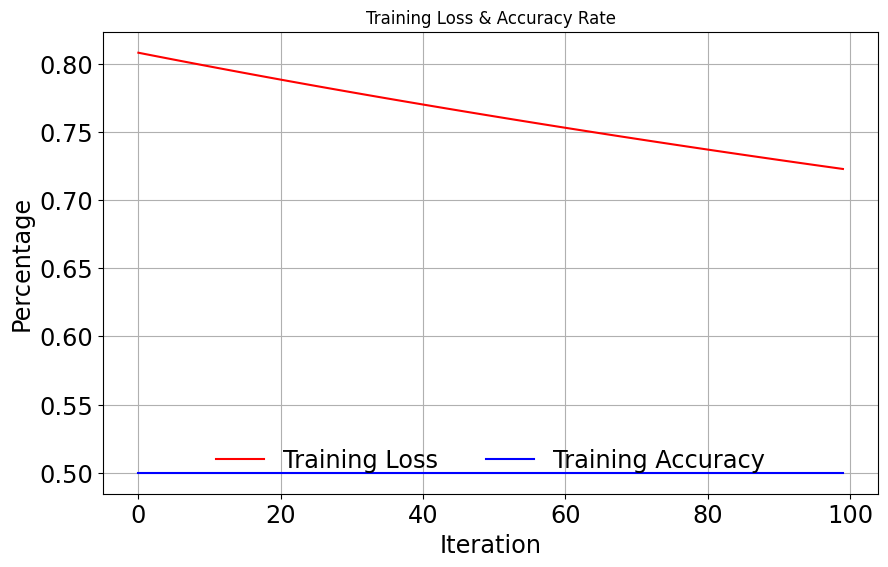 Training Loss & Accuracy Rate
0.80
0.75
0.70
0.65
0.60
0.55
0.50
Percentage
Training Loss Training Accuracy
0 20 40 60 80 100
Iteration